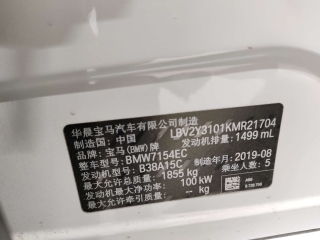 华晨宝马汽车有限公司制造
制造国：中国 LBV2Y3101KMR21704
品牌：宝马(BMW)牌 发动机排量：1499 mL
整车型号：BMW7154EC
发动机型号：B38A15C 制造年月：2019-08
最大允许总质量：1855 kg 乘坐人数：5
发动机最大净功率：100 kW
最大允许牵引质量：-- kg